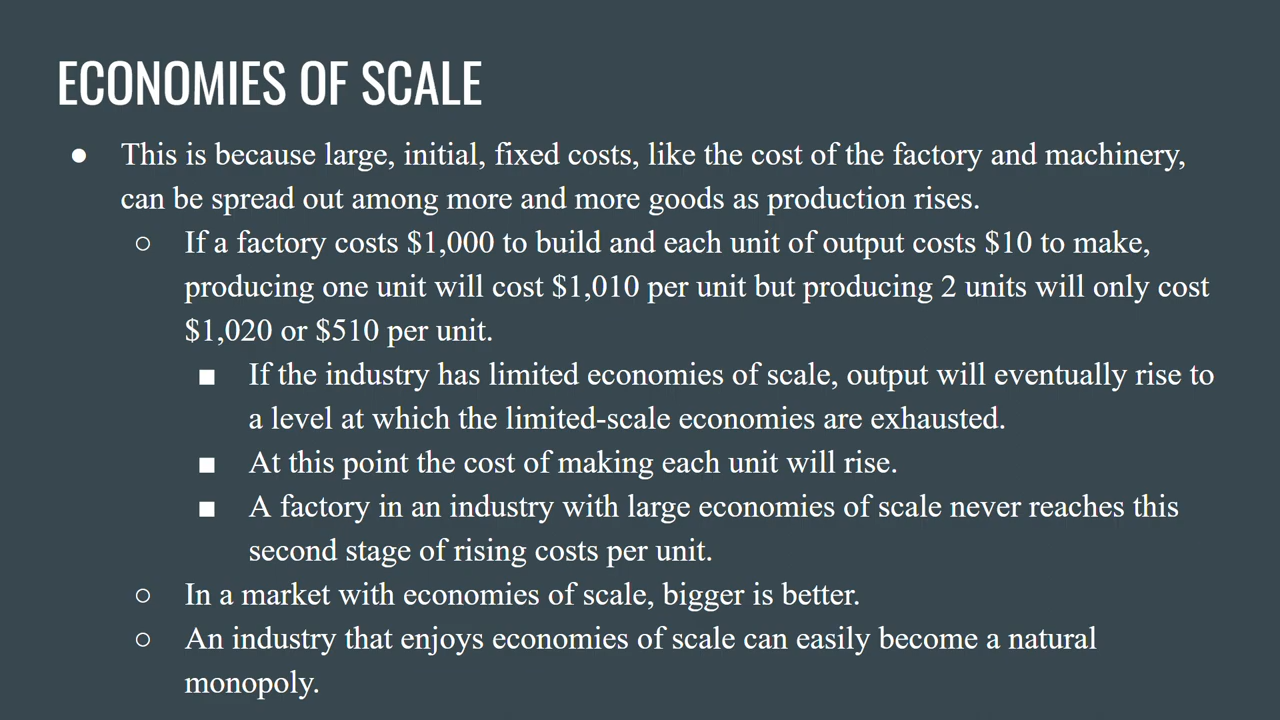 ECONOMIES OF SCALE
● This is because large, initial, fixed costs, like the cost of the factory and machinery,
can be spread out among more and more goods as production rises.
○ If a factory costs $1,000 to build and each unit of output costs $10 to make,
producing one unit will cost $1,010 per unit but producing 2 units will only cost
$1,020 or $510 per unit.
■ If the industry has limited economies of scale, output will eventually rise to
a level at which the limited-scale economies are exhausted.
■ At this point the cost of making each unit will rise.
■ A factory in an industry with large economies of scale never reaches this
second stage of rising costs per unit.
○ In a market with economies of scale, bigger is better.
○ An industry that enjoys economies of scale can easily become a natural
monopoly.